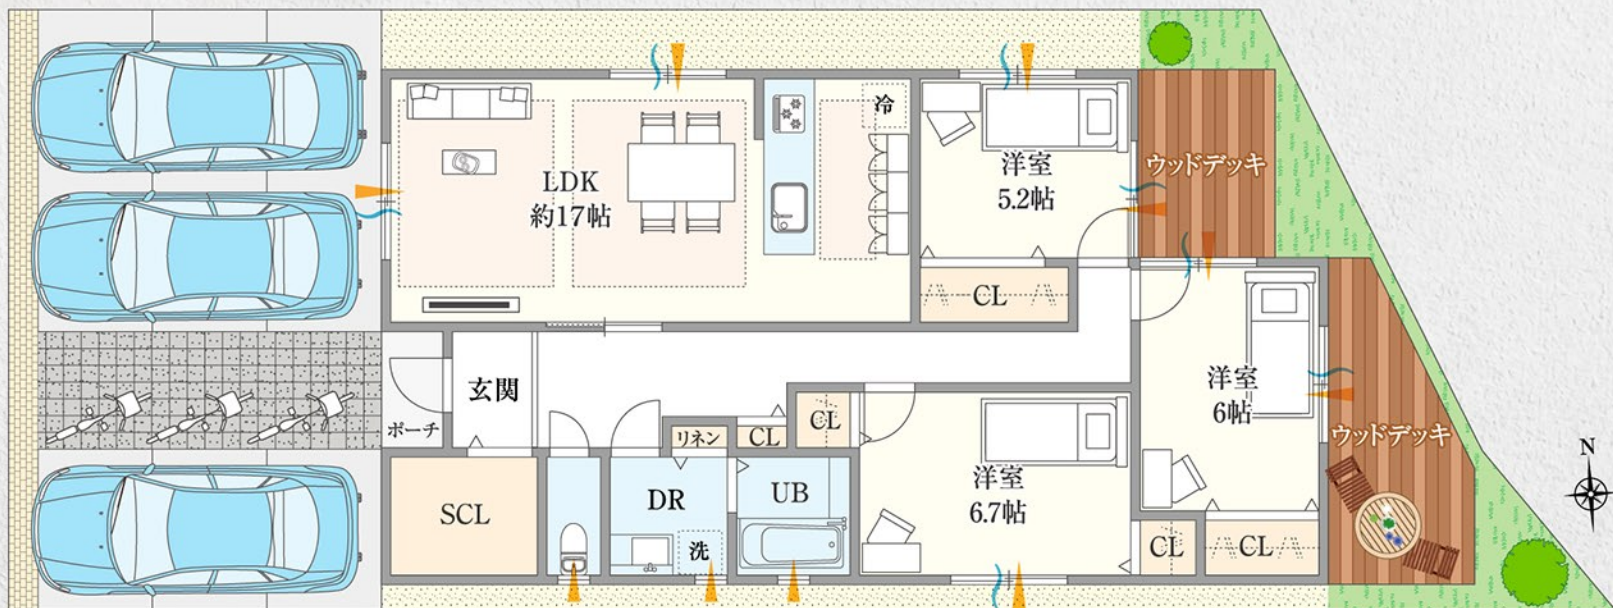 冷
洋室
5.2帖
ウッドデッキ
LDK
約17帖
CL
洋室
6帖
ウッドデッキ
N
玄関
ポーチ
リネン
CL
CL
洋室
6.7帖
SCL
DR
洗
UB
CL
CL